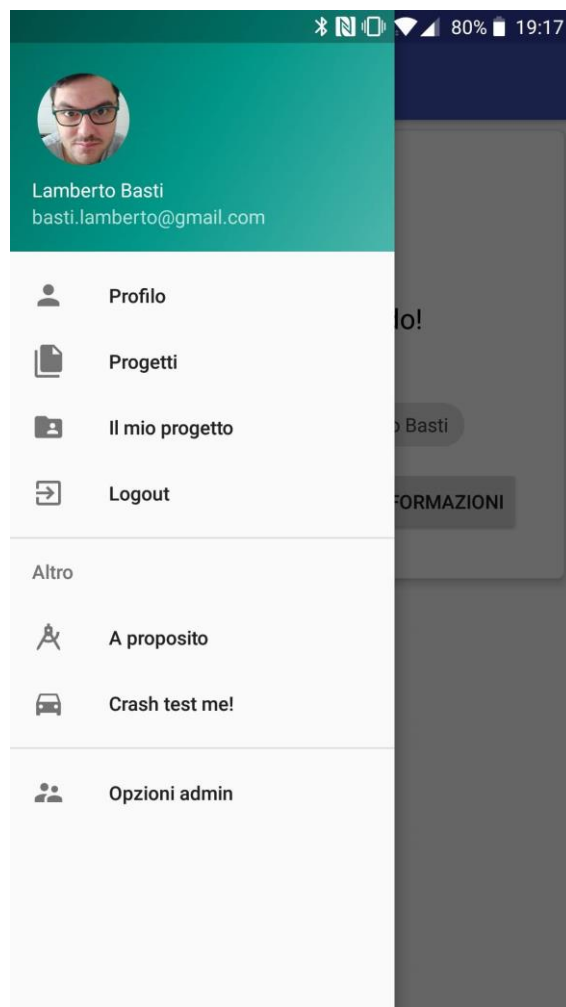 80% 19:17
Lamberto Basti
basti.lamberto@gmail.com
Profilo
Progetti
Il mio progetto
Logout
Altro
A proposito
Crash test me!
Opzioni admin
do!
o Basti
FORMAZIONI